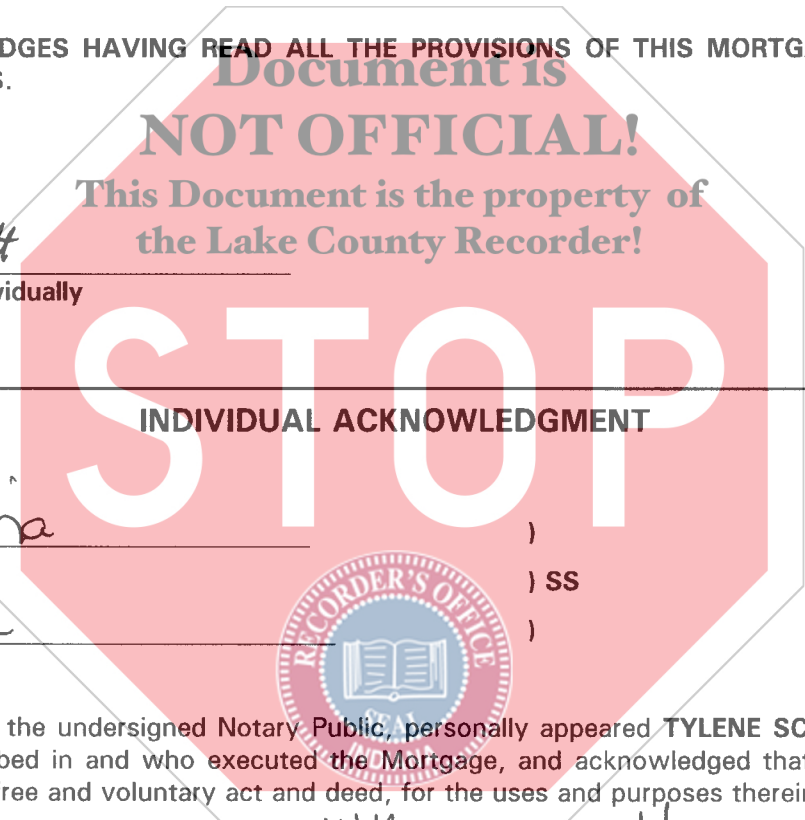 DGES HAVING READ ALL THE PROVISIONS OF THIS MORTG
S.
Document is
NOT OFFICIAL!
This Document is the property of
the Lake County Recorder!
vidually
STOP
INDIVIDUAL ACKNOWLEDGMENT
)
) SS
)
RECORDER'S OFFICE
SEAL
INDIANA
the undersigned Notary Public, personally appeared TYLENE SC
bed in and who executed the Mortgage, and acknowledged that
ree and voluntary act and deed, for the uses and purposes therein